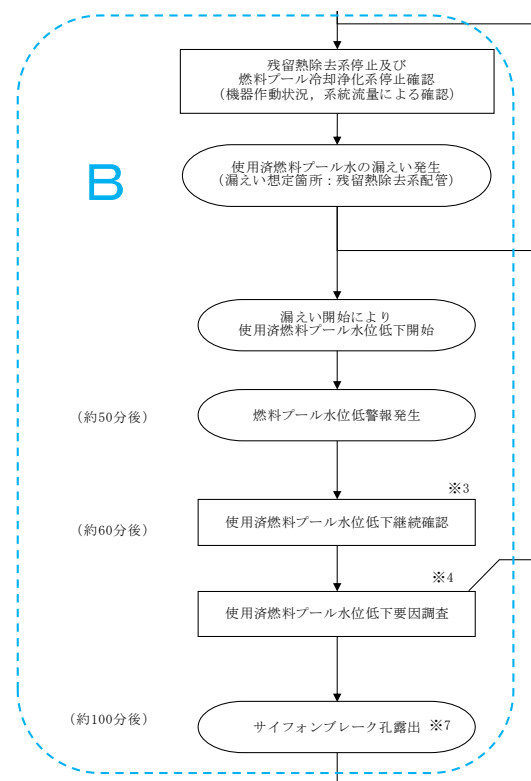 残留熱除去系停止及び
燃料プール冷却浄化系停止確認
(機器作動状況，系統流量による確認)
B
使用済燃料プール水の漏えい発生
(漏えい想定箇所：残留熱除去系配管)
漏えい開始により
使用済燃料プール水位低下開始
(約50分後)
燃料プール水位低警報発生
※3
(約60分後)
使用済燃料プール水位低下継続確認
※4
使用済燃料プール水位低下要因調査
(約100分後)
サイフォンブレーク孔露出 ※7